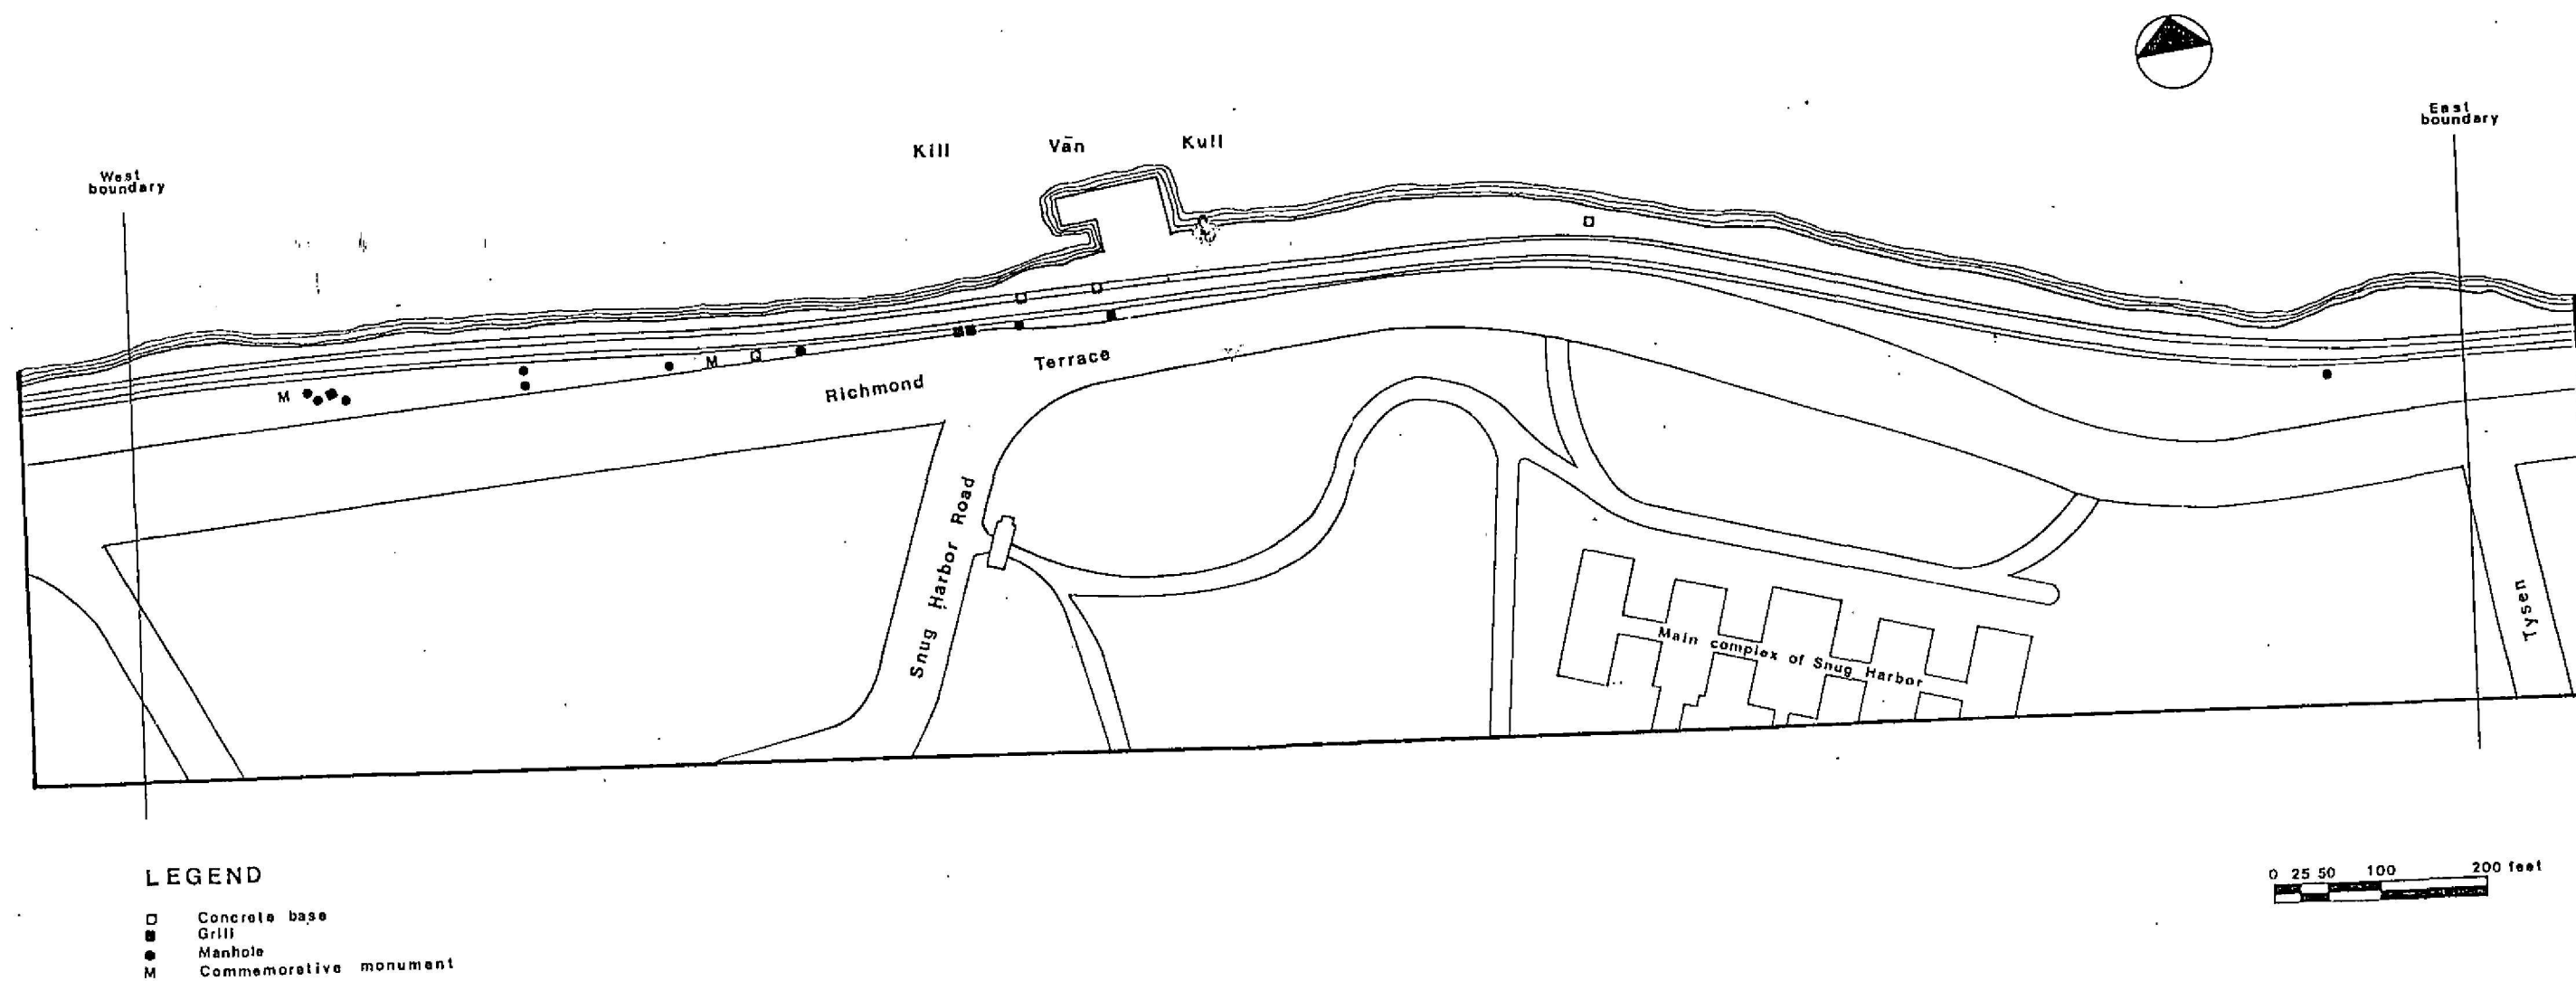 East
boundary
Kill Van Kull
West
boundary
M
M
Richmond Terrace
Snug Harbor Road
Main complex of Snug Harbor
Tysen
LEGEND
0 25 50 100 200 feet
Concrete base
Grill
Manhole
M Commemorative monument